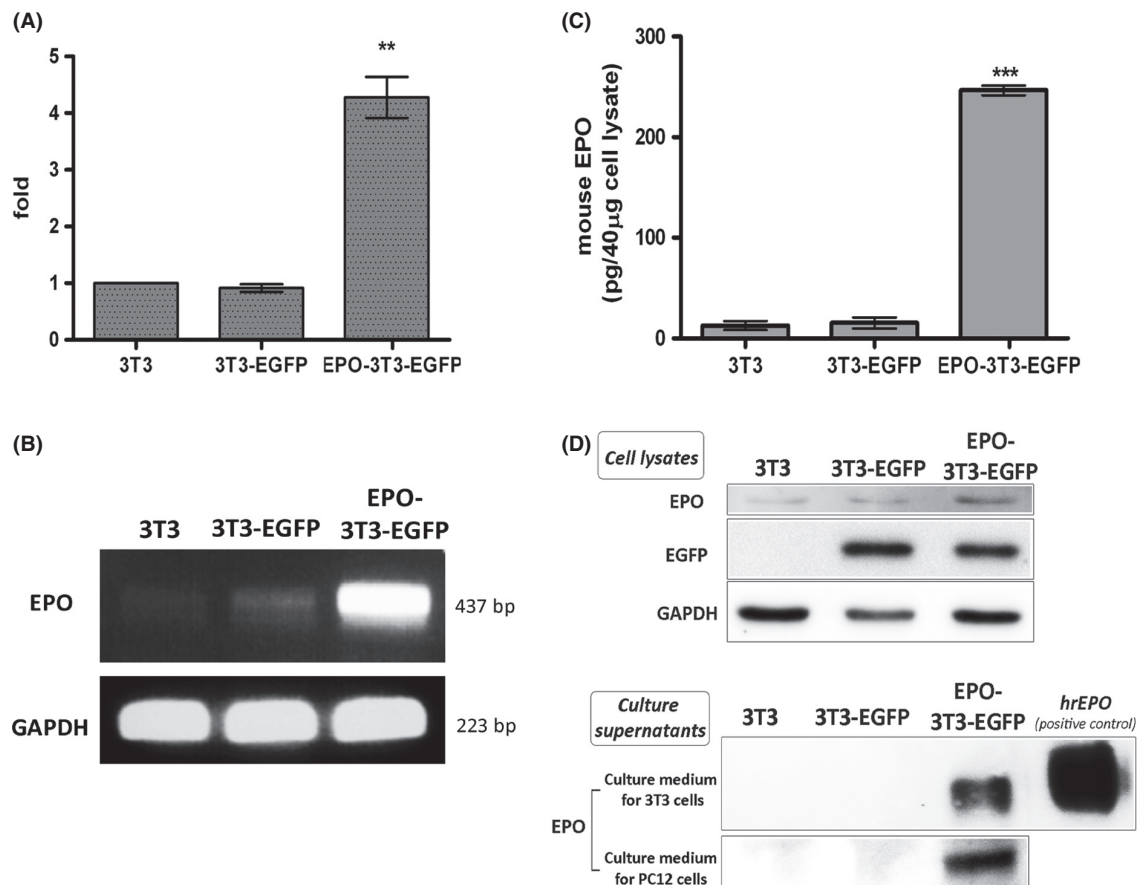 (A)
**
5
4
3
2
1
0
fold
3T3
3T3-EGFP
EPO-3T3-EGFP
(C)
***
300
200
100
0
mouse EPO
(pg/40μg cell lysate)
3T3
3T3-EGFP
EPO-3T3-EGFP
(B)
3T3
3T3-EGFP
EPO-
3T3-EGFP
EPO
437 bp
GAPDH
223 bp
(D)
Cell lysates
3T3
3T3-EGFP
EPO-
3T3-EGFP
EPO
EGFP
GAPDH
Culture
supernatants
3T3
3T3-EGFP
EPO-
3T3-EGFP
hrEPO
(positive control)
EPO
Culture medium
for 3T3 cells
Culture medium
for PC12 cells